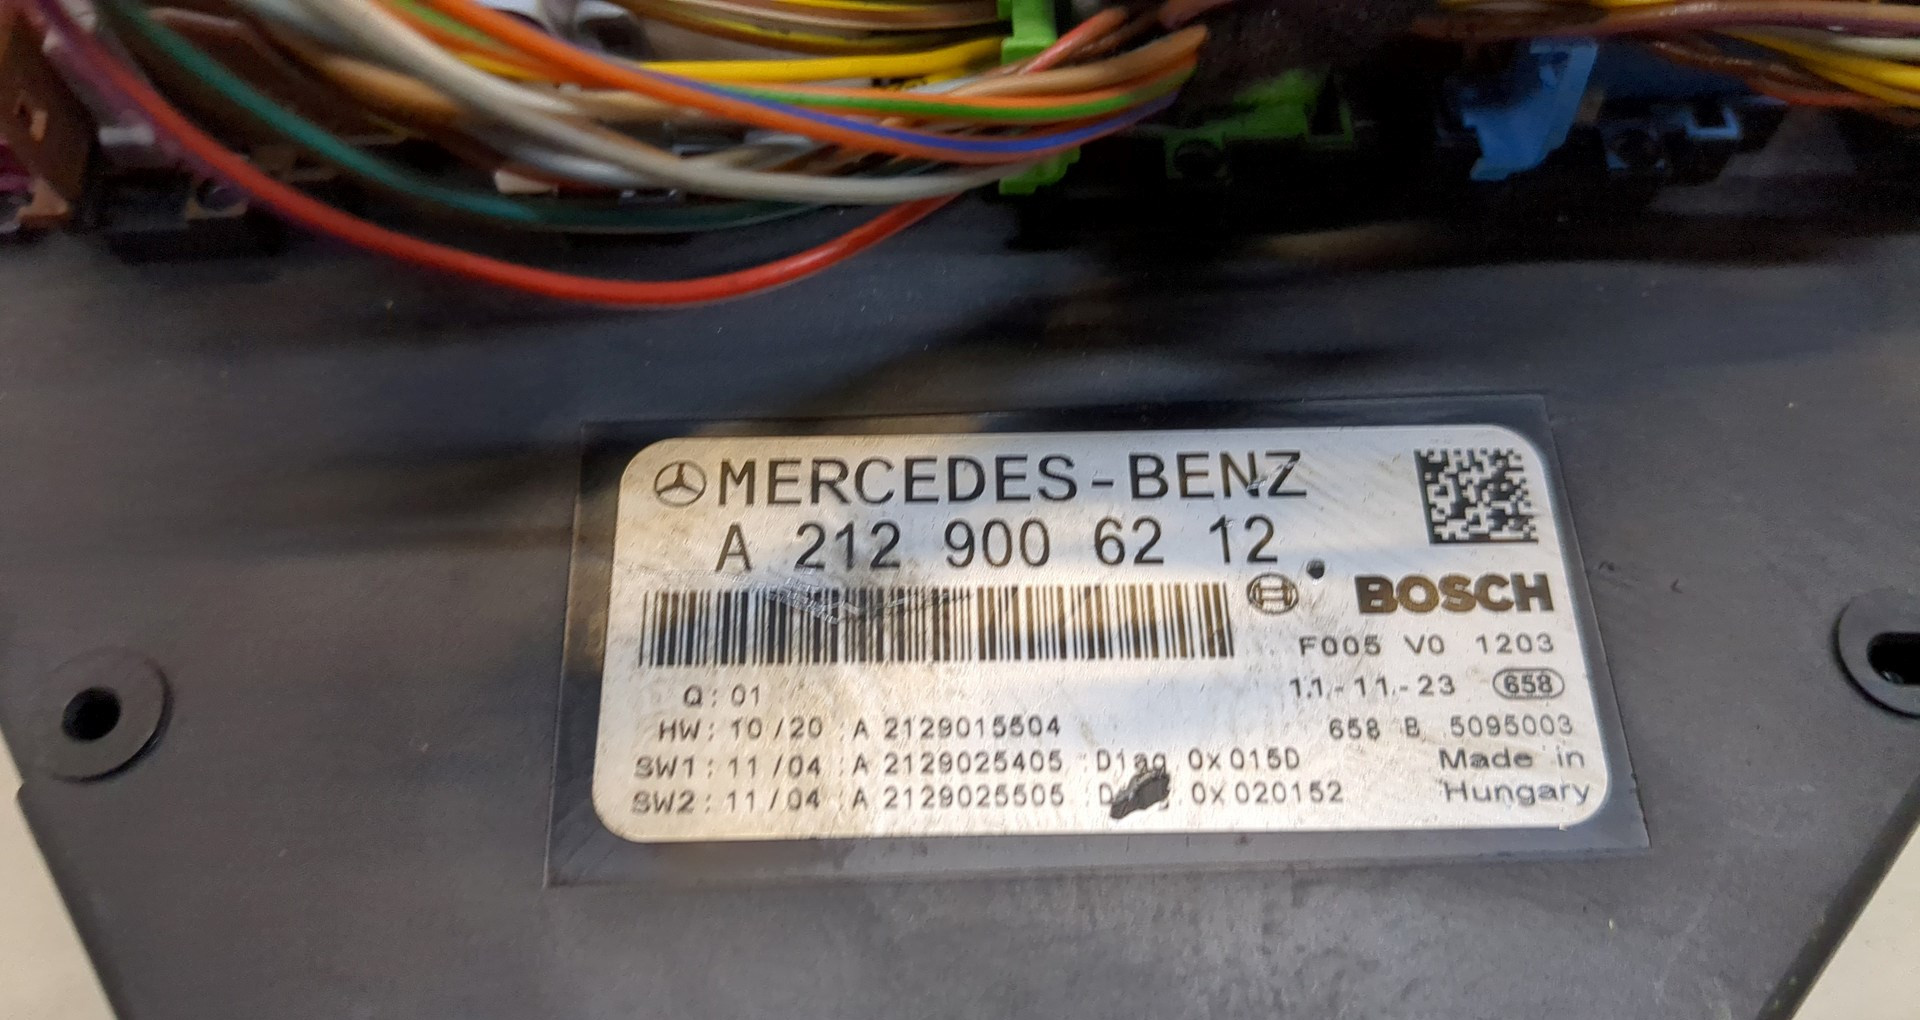 MERCEDES-BENZ
A 212 900 62 12
BOSCH
F005 V0 1203
Q: 01
11-11-23 658
HW: 10/20 A 2129015504
658 B 5095003
SW1: 11/04 A 2129025405 Diag 0x015D
Made in
SW2: 11/04 A 2129025505 0x020152
Hungary